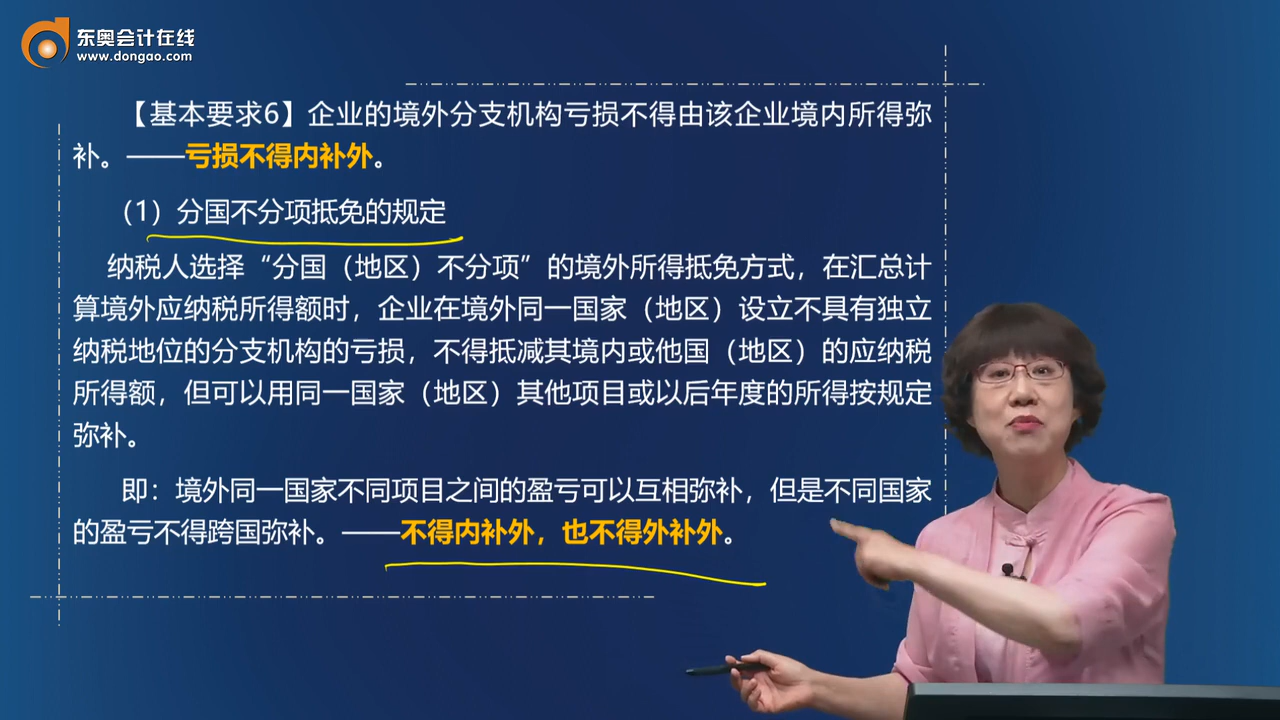 东奥会计在线
www.dongao.com
【基本要求6】企业的境外分支机构亏损不得由该企业境内所得弥
补。——亏损不得内补外。
（1）分国不分项抵免的规定
纳税人选择“分国（地区）不分项”的境外所得抵免方式，在汇总计
算境外应纳税所得额时，企业在境外同一国家（地区）设立不具有独立
纳税地位的分支机构的亏损，不得抵减其境内或他国（地区）的应纳税
所得额，但可以用同一国家（地区）其他项目或以后年度的所得按规定
弥补。
即：境外同一国家不同项目之间的盈亏可以互相弥补，但是不同国家
的盈亏不得跨国弥补。——不得内补外，也不得外补外。